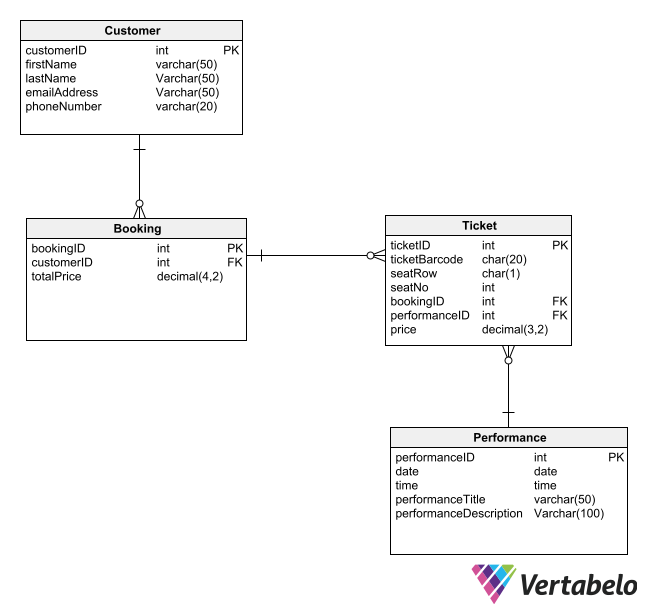 Customer
customerID int PK
firstName varchar(50)
lastName Varchar(50)
emailAddress Varchar(50)
phoneNumber varchar(20)
Booking
bookingID int PK
customerID int FK
totalPrice decimal(4,2)
Ticket
ticketID int PK
ticketBarcode char(20)
seatRow char(1)
seatNo int
bookingID int FK
performanceID int FK
price decimal(3,2)
Performance
performanceID int PK
date date
time time
performanceTitle varchar(50)
performanceDescription Varchar(100)
Vertabelo